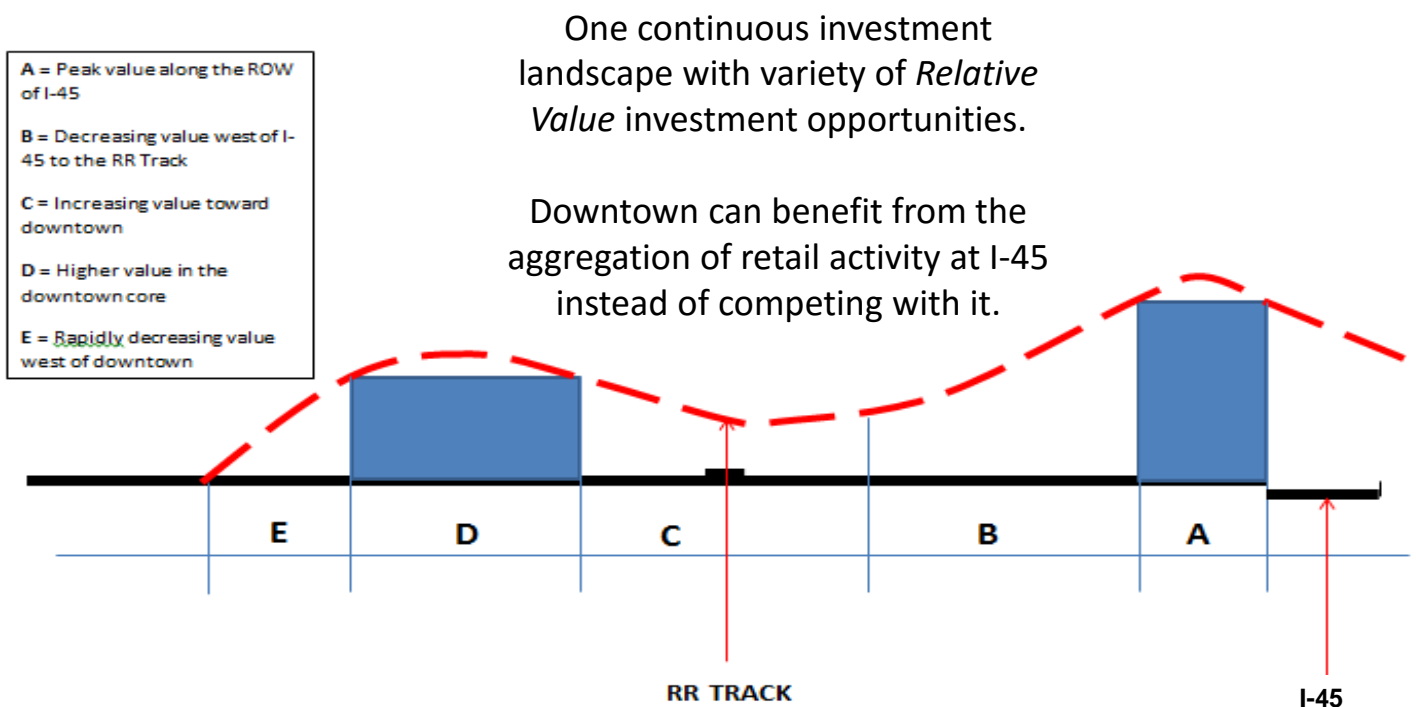 One continuous investment
landscape with variety of Relative
Value investment opportunities.
Downtown can benefit from the
aggregation of retail activity at I-45
instead of competing with it.
A = Peak value along the ROW
of I-45
B = Decreasing value west of I-
45 to the RR Track
C = Increasing value toward
downtown
D = Higher value in the
downtown core
E = Rapidly decreasing value
west of downtown
E
D
C
B
A
RR TRACK
I-45